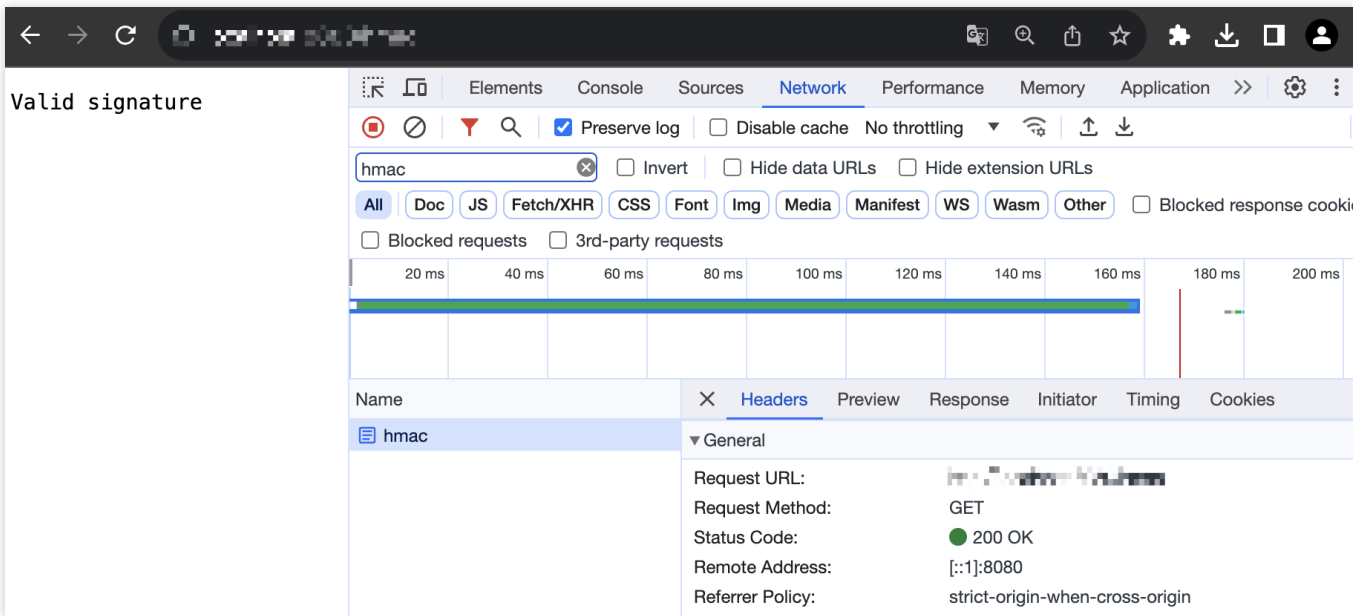 Valid signature
Elements Console Sources Network Performance Memory Application
Preserve log Disable cache No throttling
hmac Invert Hide data URLs Hide extension URLs
All Doc JS Fetch/XHR CSS Font Img Media Manifest WS Wasm Other Blocked response cooki
Blocked requests 3rd-party requests
20 ms 40 ms 60 ms 80 ms 100 ms 120 ms 140 ms 160 ms 180 ms 200 ms
Name Headers Preview Response Initiator Timing Cookies
hmac
General
Request URL:
Request Method: GET
Status Code: 200 OK
Remote Address: [::1]:8080
Referrer Policy: strict-origin-when-cross-origin